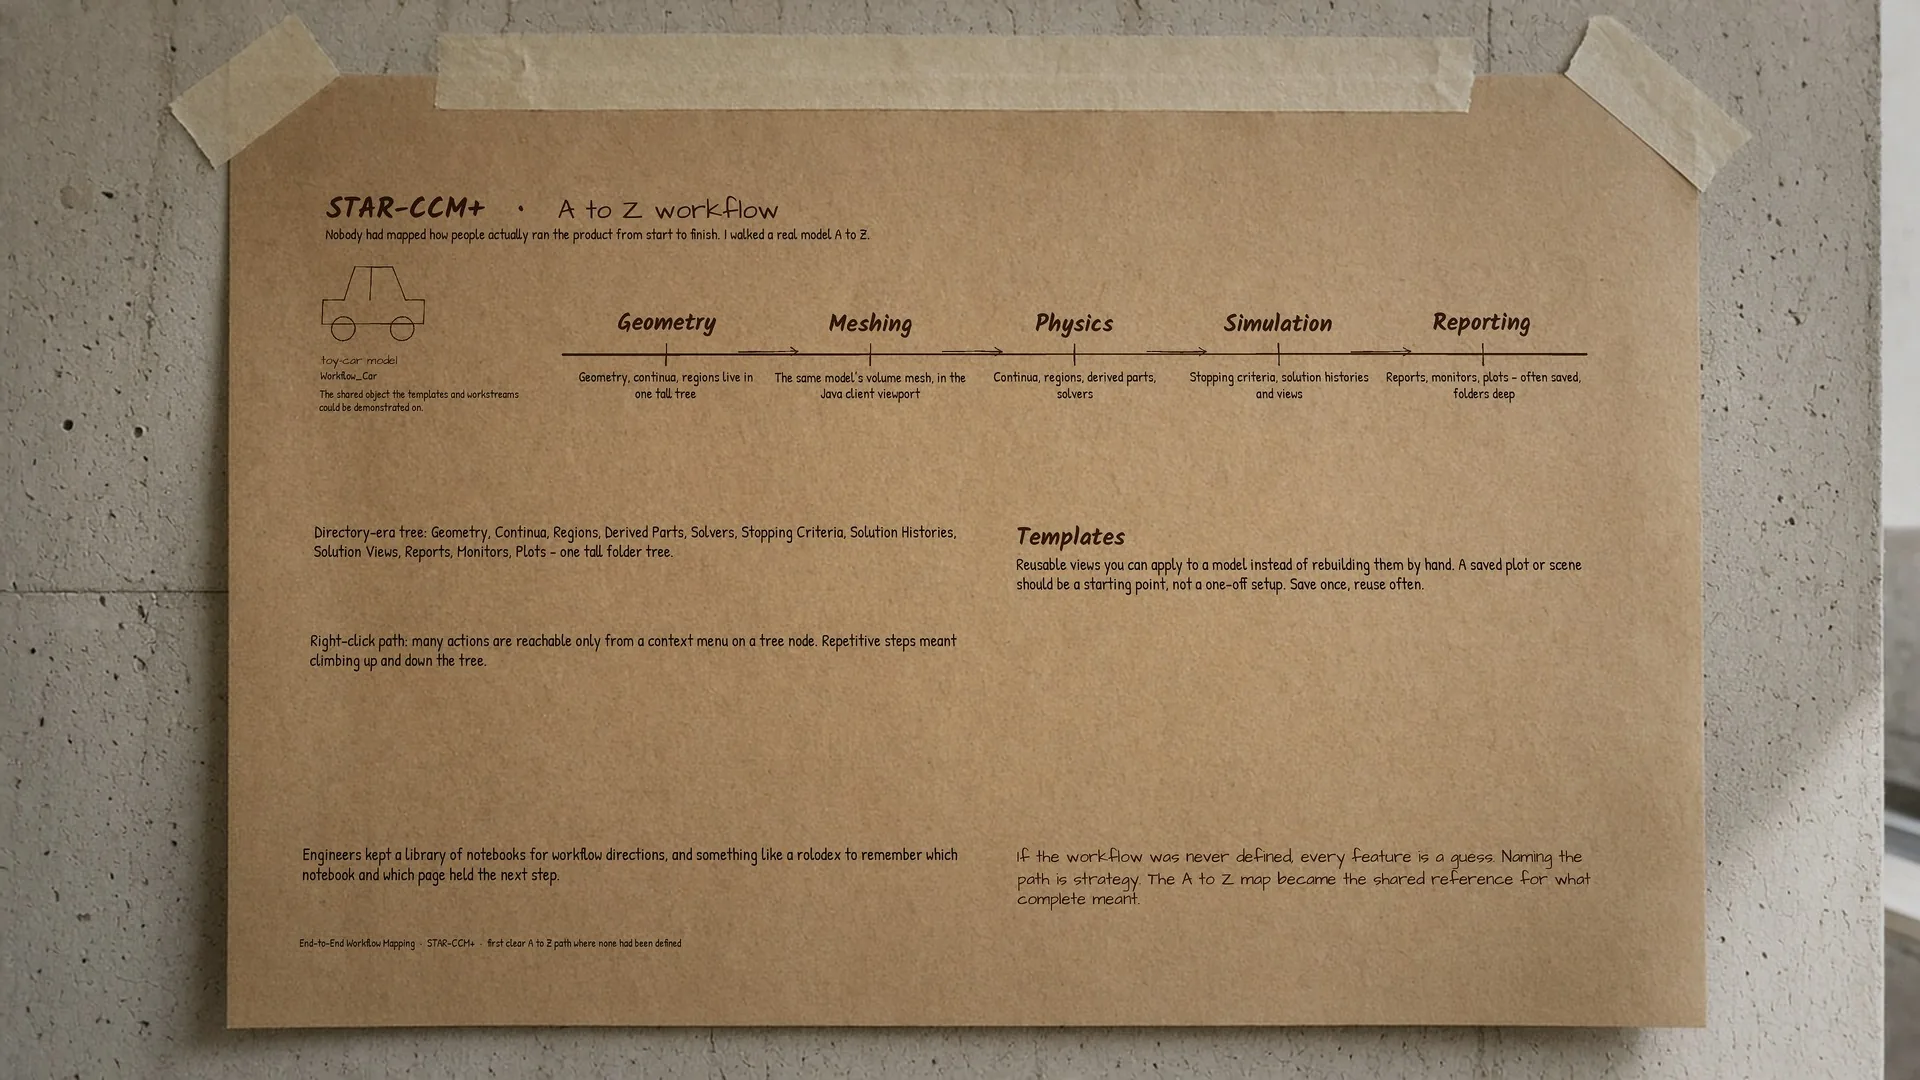 STAR-CCM+ · A to Z workflow
Nobody had mapped how people actually ran the product from start to finish. I walked a real model A to Z.
toy-car model
Workflow_Car
The shared object the templates and workstreams
could be demonstrated on.
Geometry
Geometry, continua, regions live in
one tall tree
Meshing
The same model's volume mesh, in the
Java client viewport
Physics
Continua, regions, derived parts,
solvers
Simulation
Stopping criteria, solution histories
and views
Reporting
Reports, monitors, plots – often saved,
folders deep
Directory-era tree: Geometry, Continua, Regions, Derived Parts, Solvers, Stopping Criteria, Solution Histories,
Solution Views, Reports, Monitors, Plots – one tall folder tree.
Right-click path: many actions are reachable only from a context menu on a tree node. Repetitive steps meant
climbing up and down the tree.
Engineers kept a library of notebooks for workflow directions, and something like a rolodex to remember which
notebook and which page held the next step.
Templates
Reusable views you can apply to a model instead of rebuilding them by hand. A saved plot or scene
should be a starting point, not a one-off setup. Save once, reuse often.
If the workflow was never defined, every feature is a guess. Naming the
path is strategy. The A to Z map became the shared reference for what
complete meant.
End-to-End Workflow Mapping · STAR-CCM+ · first clear A to Z path where none had been defined